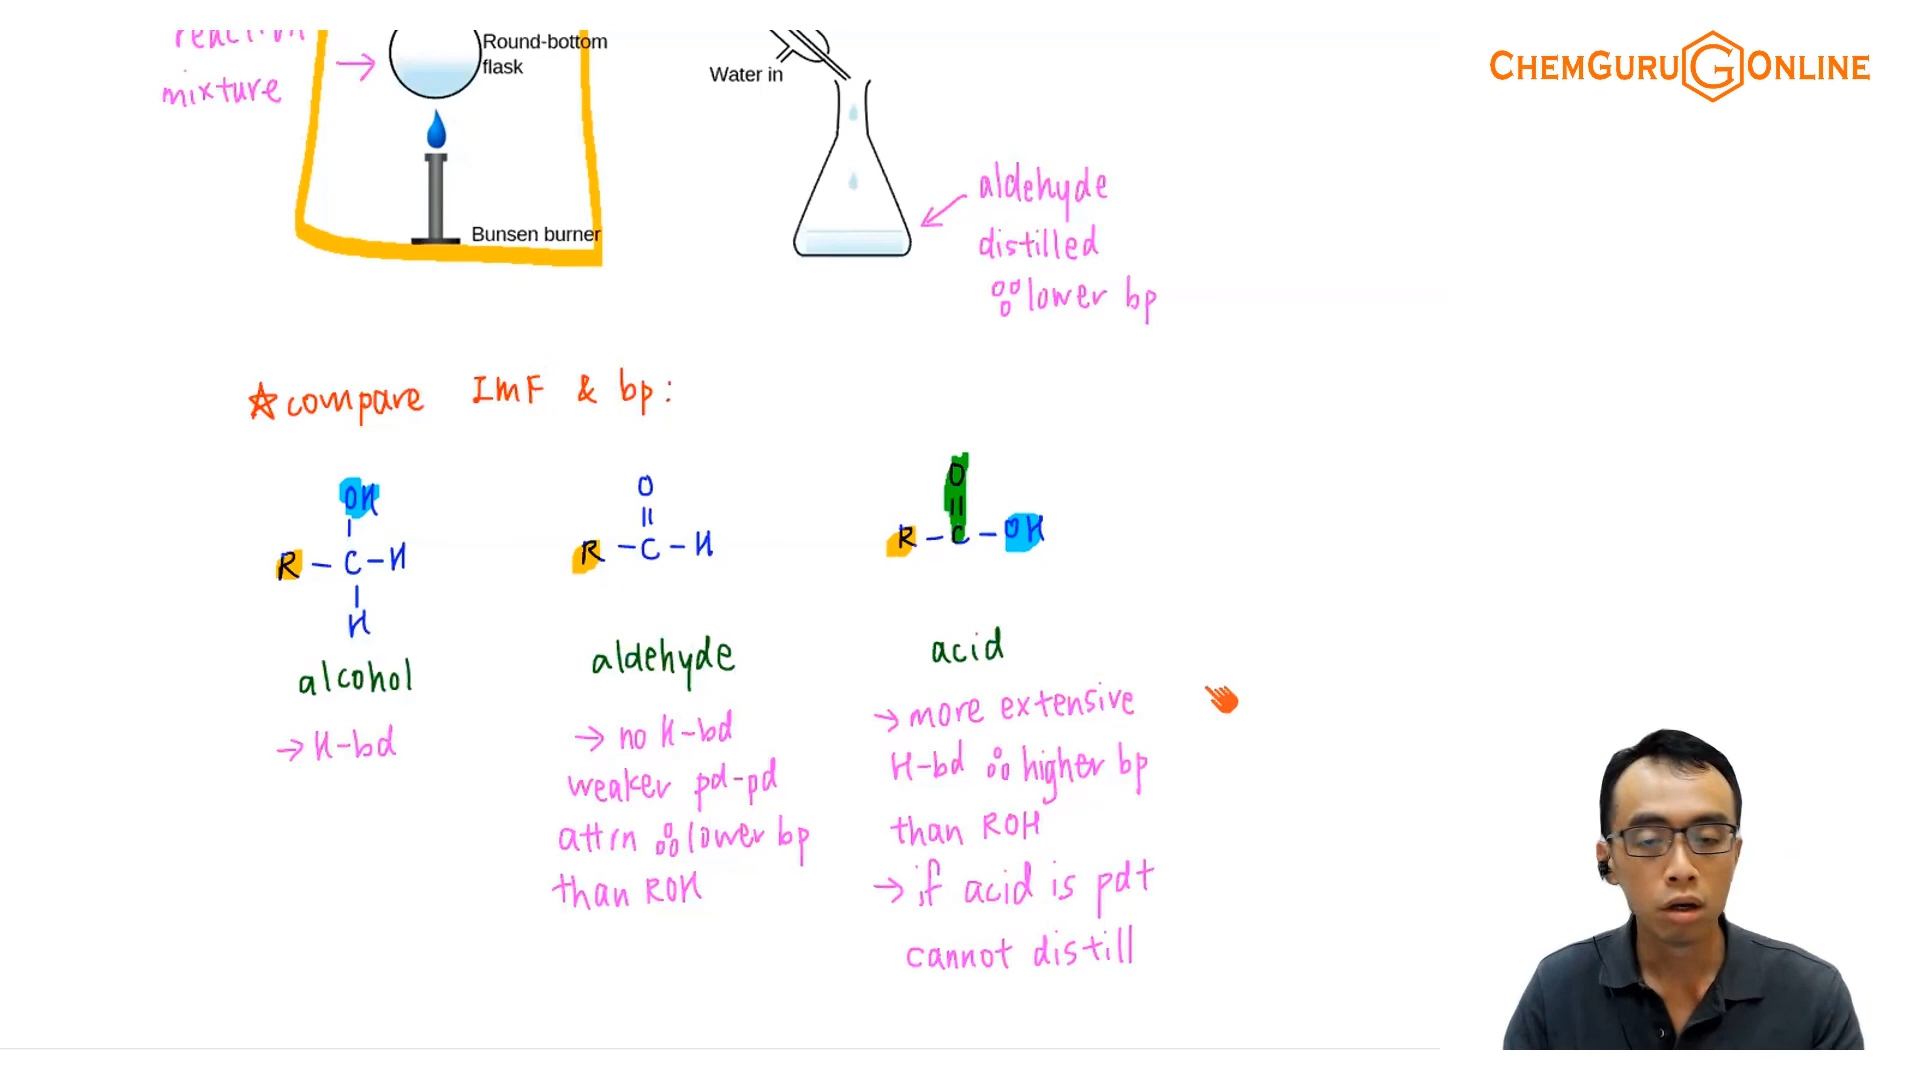 reaction
mixture
Round-bottom
flask
Bunsen burner
Water in
aldehyde
distilled
∵ lower bp
CHEMGURU G ONLINE
☆ compare IMF & bp:
OH
R – C – H
H
alcohol
→ H-bd
O
R – C – H
aldehyde
→ no H-bd
weaker pd-pd
attrn ∴ lower bp
than ROH
O
R – C – OH
acid
→ more extensive
H-bd ∴ higher bp
than ROH
→ if acid is pdt
cannot distill